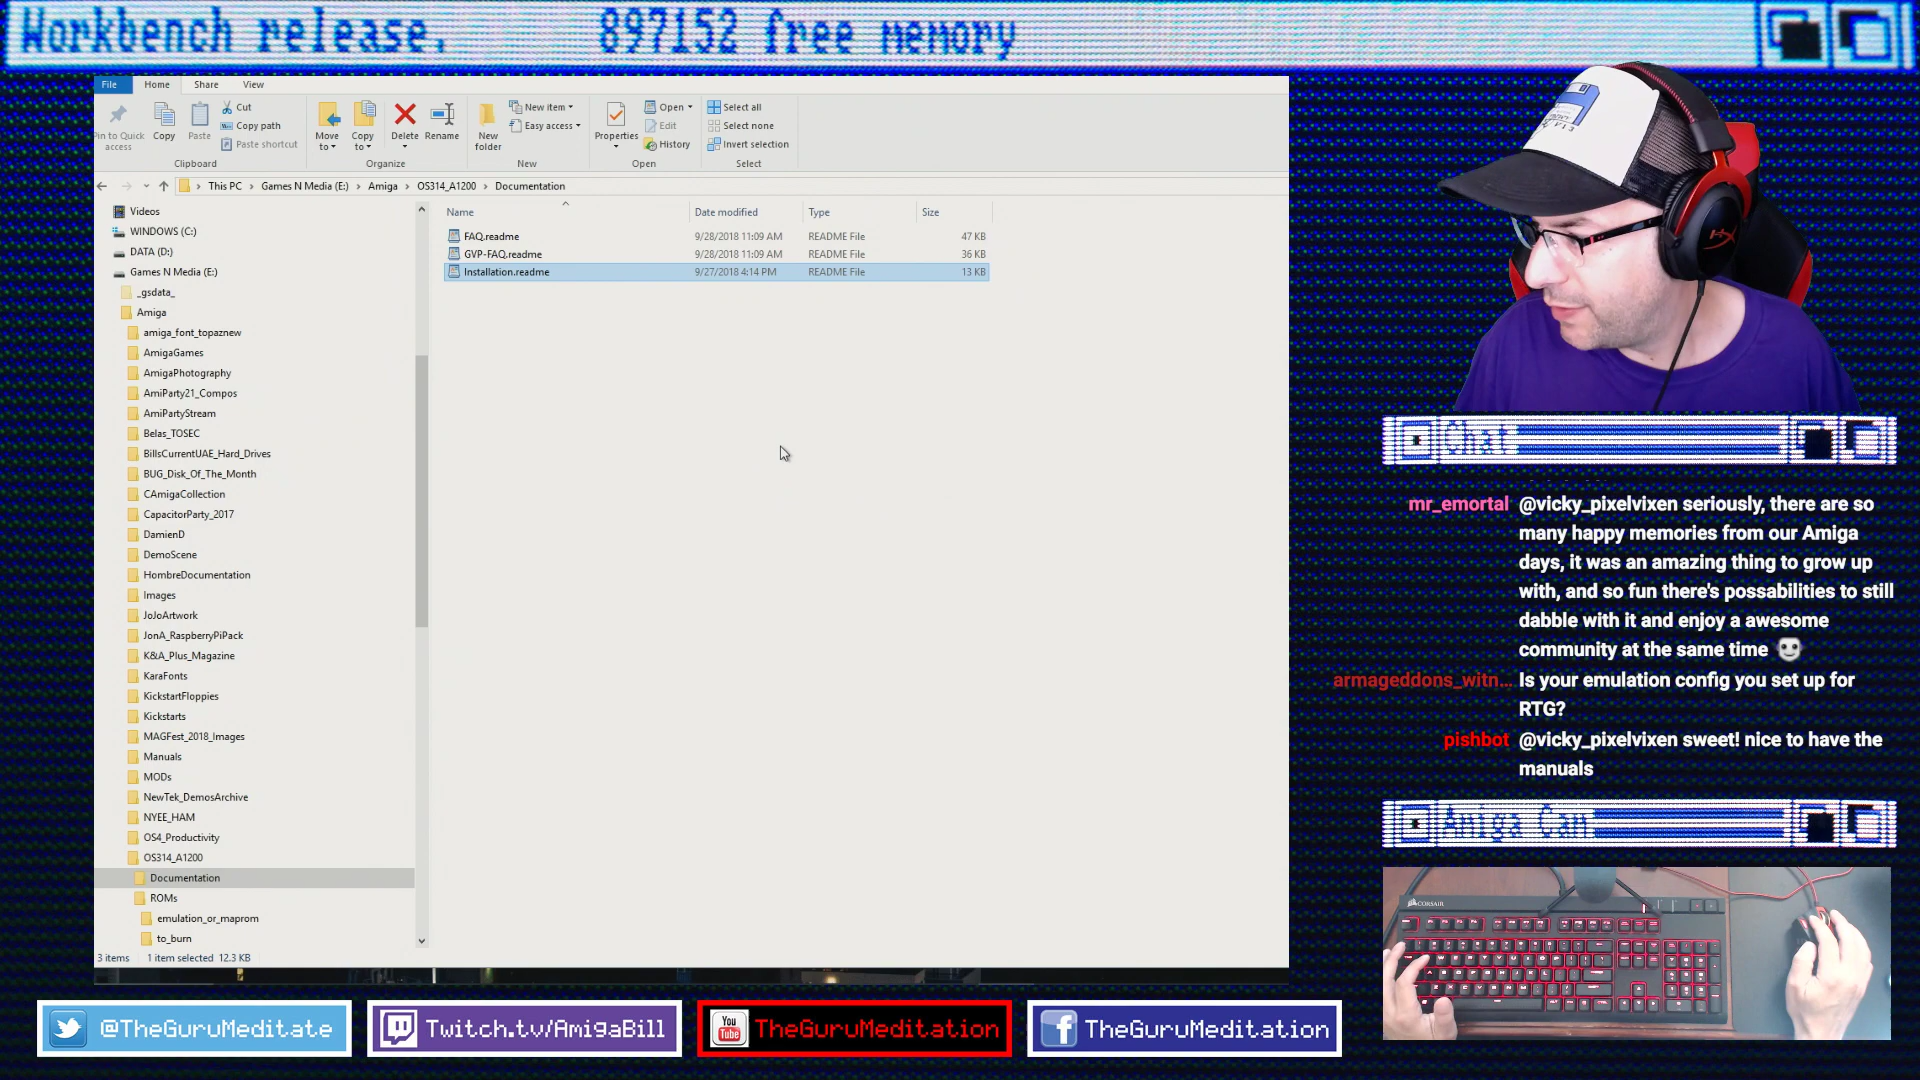 Workbench release.    897152 free memory
File Home Share View
Pin to Quick access
Copy
Paste
Cut
Copy path
Paste shortcut
Clipboard
Move to
Copy to
Delete
Rename
Organize
New folder
New item
Easy access
New
Properties
Open
Edit
History
Open
Select all
Select none
Invert selection
Select
This PC > Games N Media (E:) > Amiga > OS314_A1200 > Documentation
Videos
WINDOWS (C:)
DATA (D:)
Games N Media (E:)
_gsdata_
Amiga
amiga_font_topaznew
AmigaGames
AmigaPhotography
AmiParty21_Compos
AmiPartyStream
Belas_TOSEC
BillsCurrentUAE_Hard_Drives
BUG_Disk_Of_The_Month
CAmigaCollection
CapacitorParty_2017
DamienD
DemoScene
HombreDocumentation
Images
JoJoArtwork
JonA_RaspberryPiPack
K&A_Plus_Magazine
KaraFonts
KickstartFloppies
Kickstarts
MAGFest_2018_Images
Manuals
MODs
NewTek_DemosArchive
NYEE_HAM
OS4_Productivity
OS314_A1200
Documentation
ROMs
emulation_or_maprom
to_burn
Name Date modified Type Size
FAQ.readme 9/28/2018 11:09 AM README File 47 KB
GVP-FAQ.readme 9/28/2018 11:09 AM README File 36 KB
Installation.readme 9/27/2018 4:14 PM README File 13 KB
3 items 1 item selected 12.3 KB
Chat
mr_emortal @vicky_pixelvixen seriously, there are so
many happy memories from our Amiga
days, it was an amazing thing to grow up
with, and so fun there's possabilities to still
dabble with it and enjoy a awesome
community at the same time
armageddons_witn... Is your emulation config you set up for
RTG?
pishbot @vicky_pixelvixen sweet! nice to have the
manuals
Amiga Cam
CORSAIR
@TheGuruMeditate
Twitch.tv/AmigaBill
You Tube TheGuruMeditation
TheGuruMeditation